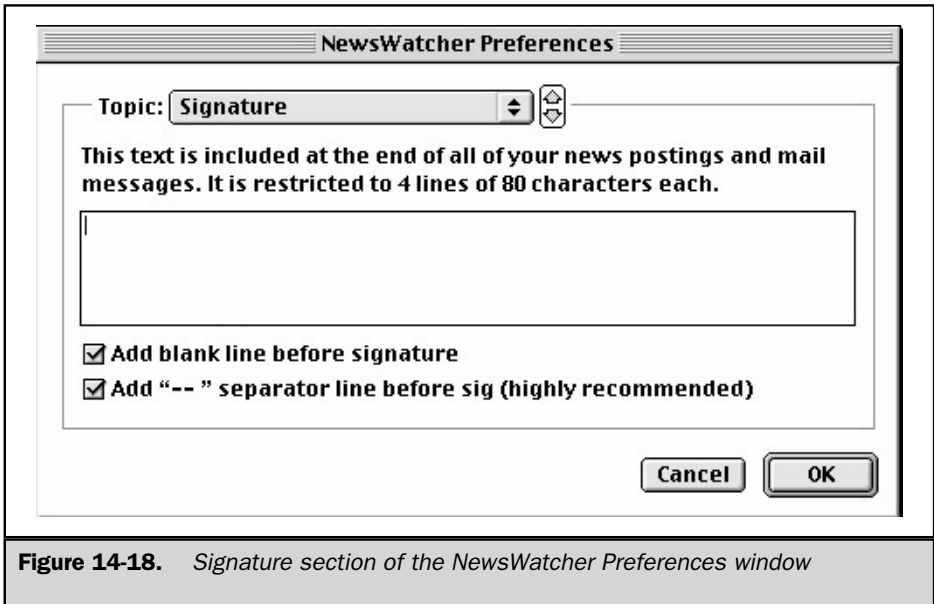 NewsWatcher Preferences
Topic: Signature
This text is included at the end of all of your news postings and mail
messages. It is restricted to 4 lines of 80 characters each.
Add blank line before signature
Add “-- ” separator line before sig (highly recommended)
Cancel OK
Figure 14-18. Signature section of the NewsWatcher Preferences window